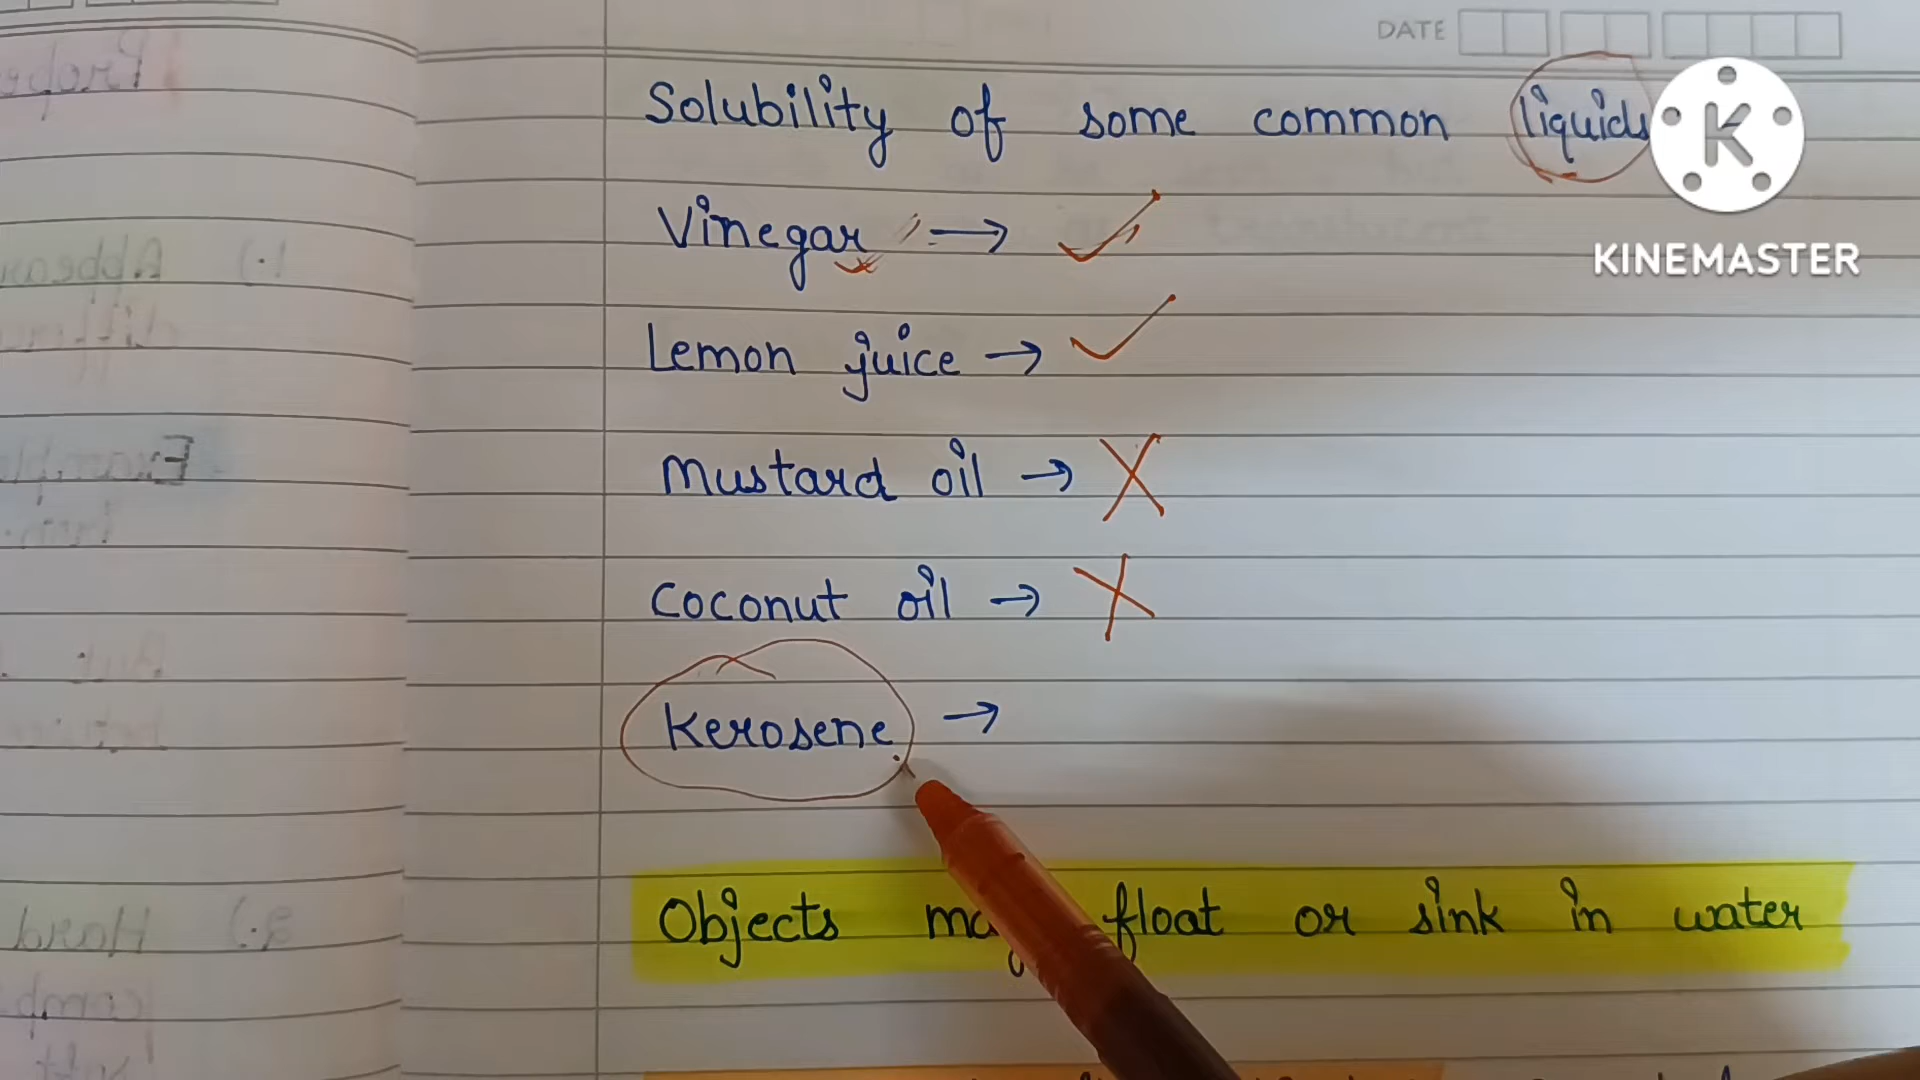 DATE
Solubility of some common liquids
Vinegar → ✓
Lemon juice → ✓
Mustard oil → X
Coconut oil → X
Kerosene →
Objects may float or sink in water
KINEMASTER